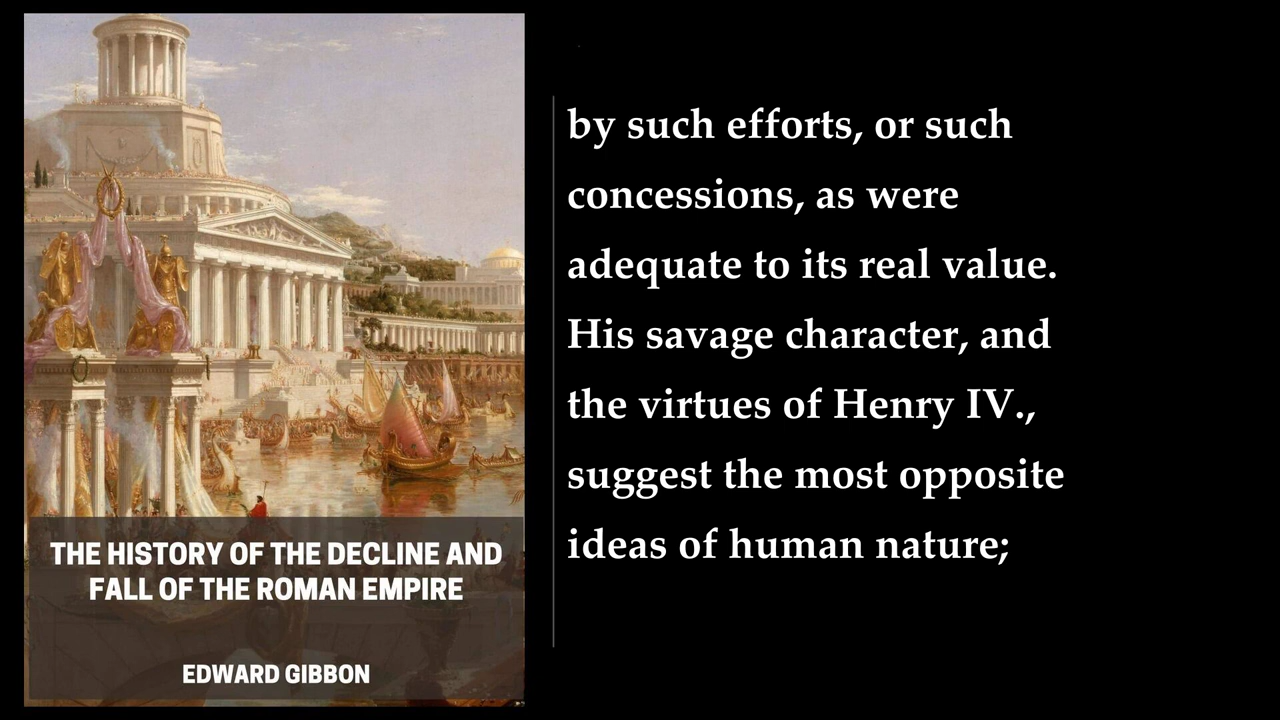 THE HISTORY OF THE DECLINE AND
FALL OF THE ROMAN EMPIRE
EDWARD GIBBON
by such efforts, or such
concessions, as were
adequate to its real value.
His savage character, and
the virtues of Henry IV.,
suggest the most opposite
ideas of human nature;